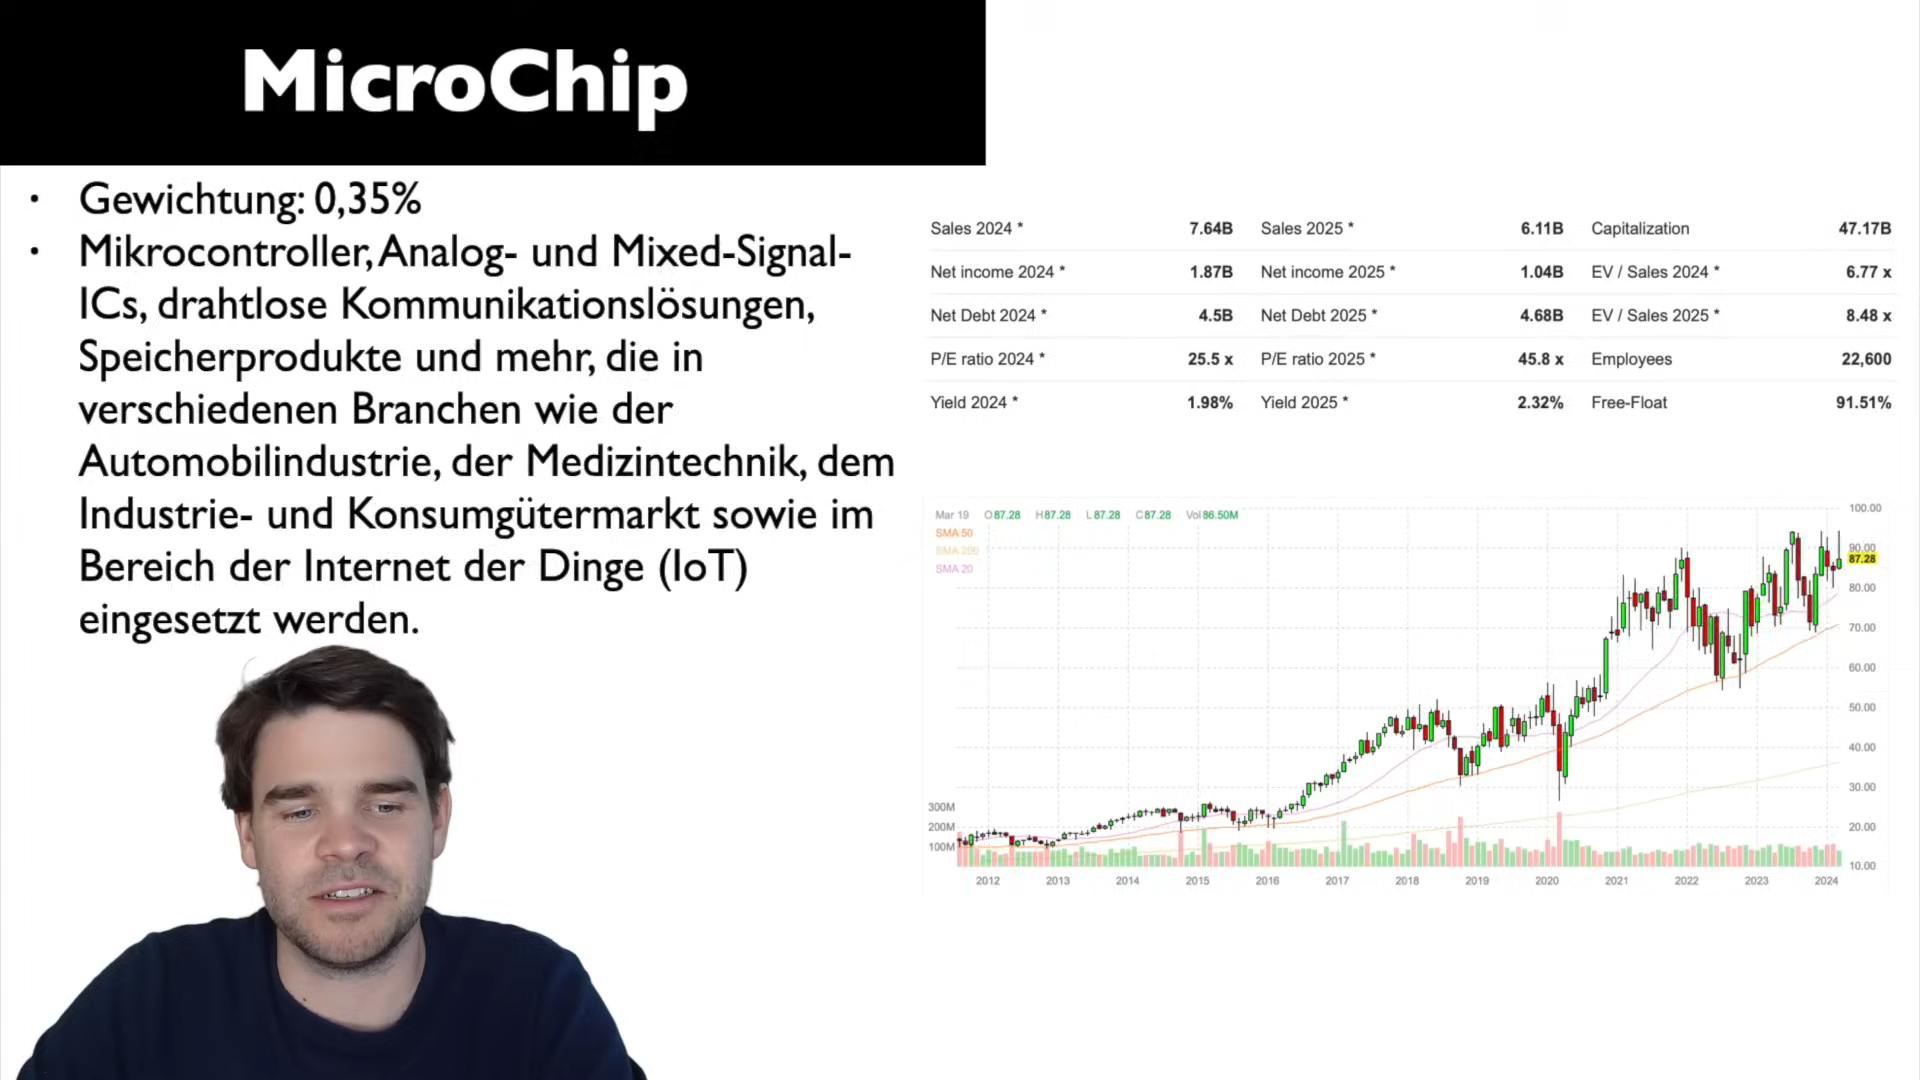 MicroChip
• Gewichtung: 0,35%
• Mikrocontroller, Analog- und Mixed-Signal-
ICs, drahtlose Kommunikationslösungen,
Speicherprodukte und mehr, die in
verschiedenen Branchen wie der
Automobilindustrie, der Medizintechnik, dem
Industrie- und Konsumgütermarkt sowie im
Bereich der Internet der Dinge (IoT)
eingesetzt werden.
Sales 2024 * 7.64B Sales 2025 * 6.11B Capitalization 47.17B
Net income 2024 * 1.87B Net income 2025 * 1.04B EV / Sales 2024 * 6.77 x
Net Debt 2024 * 4.5B Net Debt 2025 * 4.68B EV / Sales 2025 * 8.48 x
P/E ratio 2024 * 25.5 x P/E ratio 2025 * 45.8 x Employees 22,600
Yield 2024 * 1.98% Yield 2025 * 2.32% Free-Float 91.51%
Mar 19 O87.28 H87.28 L87.28 C87.28 Vol86.50M
SMA 50
SMA 200
SMA 20
100.00
90.00
87.28
80.00
70.00
60.00
50.00
40.00
30.00
20.00
10.00
300M
200M
100M
2012 2013 2014 2015 2016 2017 2018 2019 2020 2021 2022 2023 2024